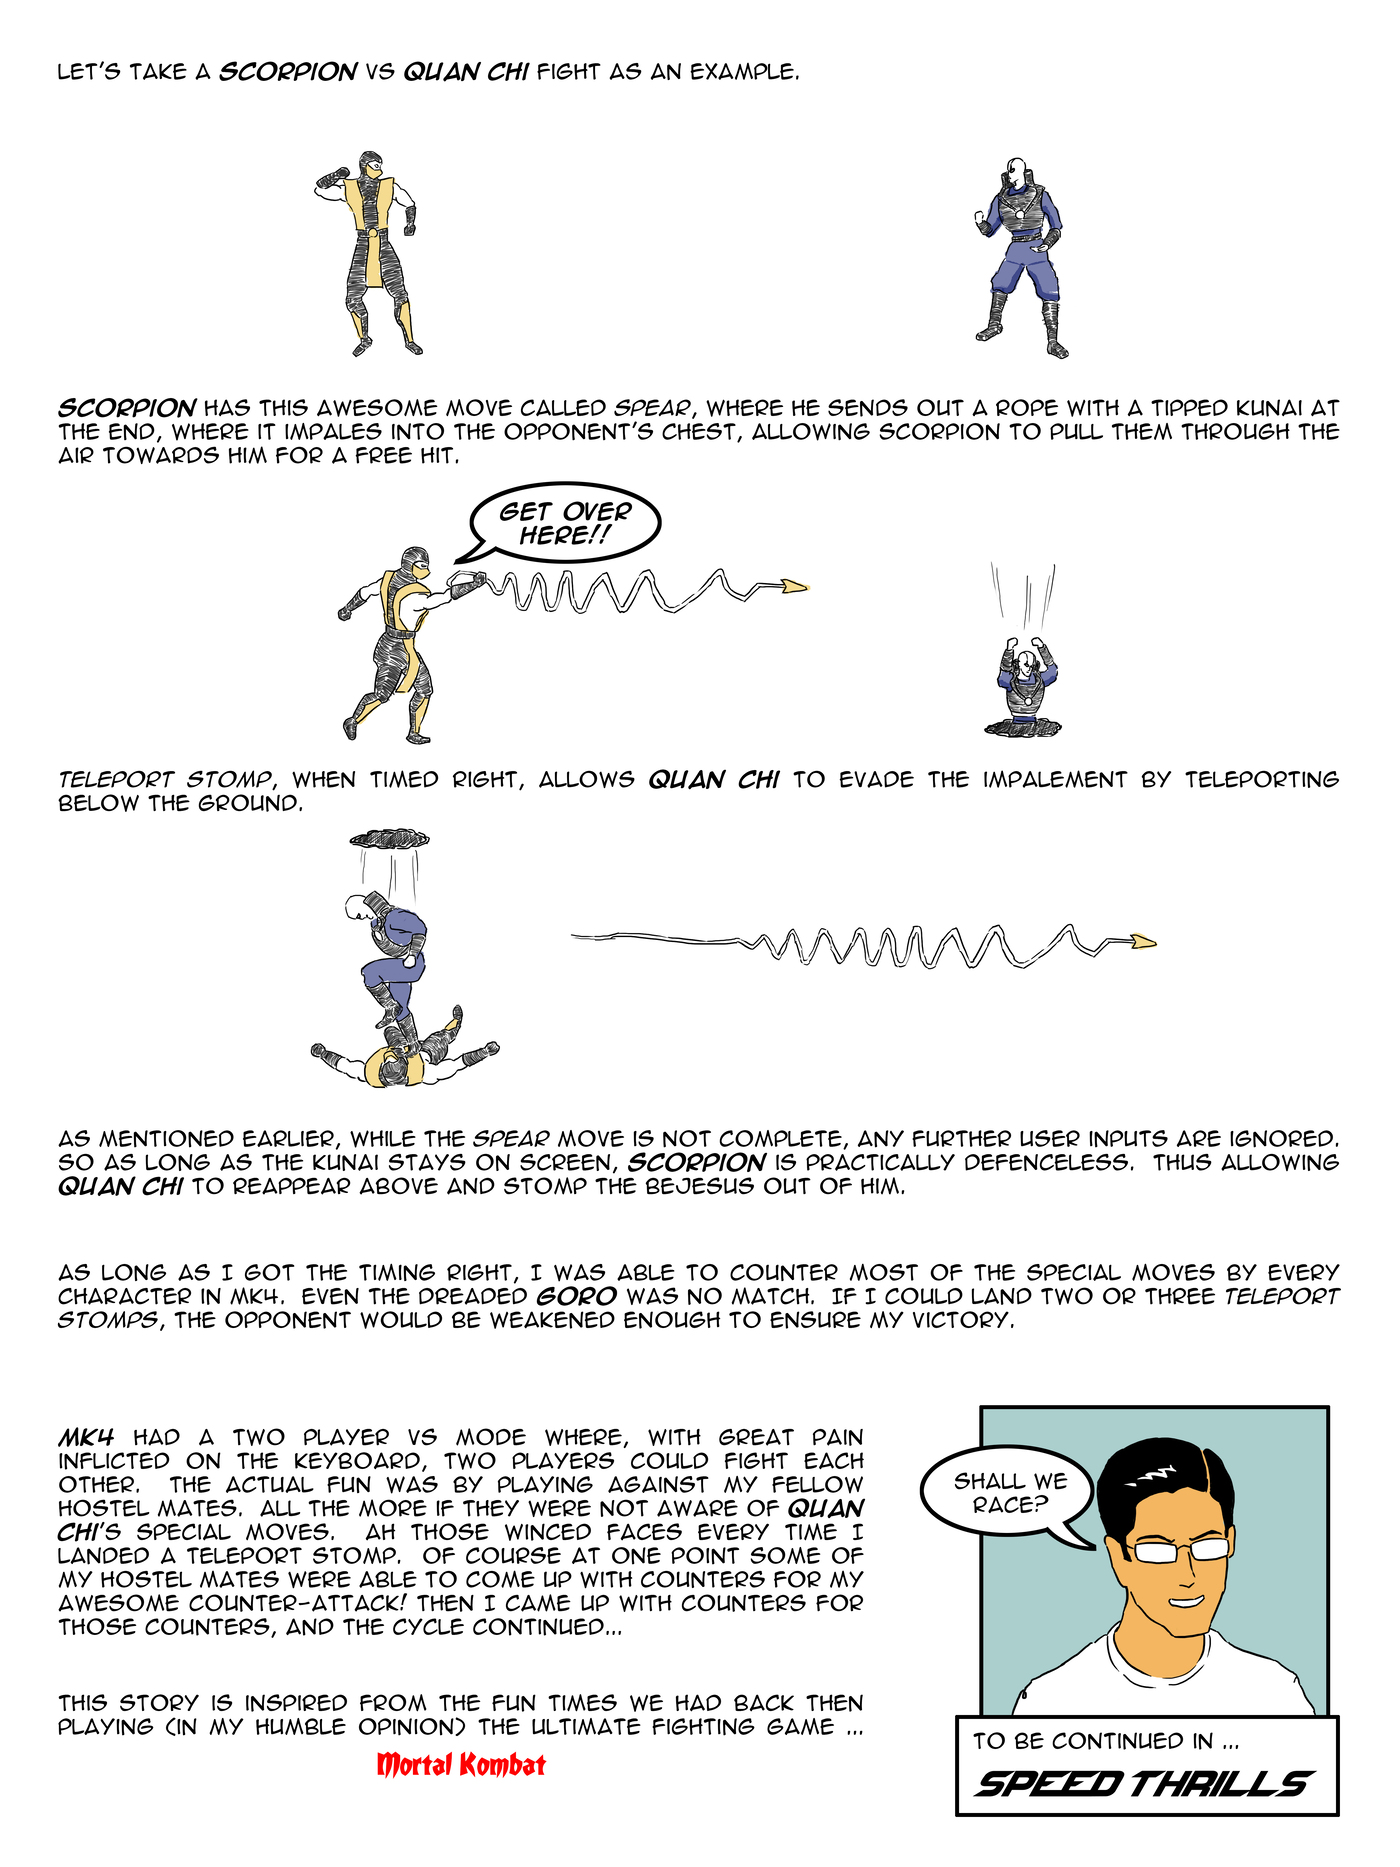 LET'S TAKE A SCORPION VS QUAN CHI FIGHT AS AN EXAMPLE.
SCORPION HAS THIS AWESOME MOVE CALLED SPEAR, WHERE HE SENDS OUT A ROPE WITH A TIPPED KUNAI AT
THE END, WHERE IT IMPALES INTO THE OPPONENT'S CHEST, ALLOWING SCORPION TO PULL THEM THROUGH THE
AIR TOWARDS HIM FOR A FREE HIT.
GET OVER
HERE!!
TELEPORT STOMP, WHEN TIMED RIGHT, ALLOWS QUAN CHI TO EVADE THE IMPALEMENT BY TELEPORTING
BELOW THE GROUND.
AS MENTIONED EARLIER, WHILE THE SPEAR MOVE IS NOT COMPLETE, ANY FURTHER USER INPUTS ARE IGNORED.
SO AS LONG AS THE KUNAI STAYS ON SCREEN, SCORPION IS PRACTICALLY DEFENCELESS. THUS ALLOWING
QUAN CHI TO REAPPEAR ABOVE AND STOMP THE BEJESUS OUT OF HIM.
AS LONG AS I GOT THE TIMING RIGHT, I WAS ABLE TO COUNTER MOST OF THE SPECIAL MOVES BY EVERY
CHARACTER IN MK4. EVEN THE DREADED GORO WAS NO MATCH. IF I COULD LAND TWO OR THREE TELEPORT
STOMPS, THE OPPONENT WOULD BE WEAKENED ENOUGH TO ENSURE MY VICTORY.
MK4 HAD A TWO PLAYER VS MODE WHERE, WITH GREAT PAIN
INFLICTED ON THE KEYBOARD, TWO PLAYERS COULD FIGHT EACH
OTHER. THE ACTUAL FUN WAS BY PLAYING AGAINST MY FELLOW
HOSTEL MATES. ALL THE MORE IF THEY WERE NOT AWARE OF QUAN
CHI'S SPECIAL MOVES. AH THOSE WINCED FACES EVERY TIME I
LANDED A TELEPORT STOMP. OF COURSE AT ONE POINT SOME OF
MY HOSTEL MATES WERE ABLE TO COME UP WITH COUNTERS FOR MY
AWESOME COUNTER-ATTACK! THEN I CAME UP WITH COUNTERS FOR
THOSE COUNTERS, AND THE CYCLE CONTINUED...
THIS STORY IS INSPIRED FROM THE FUN TIMES WE HAD BACK THEN
PLAYING (IN MY HUMBLE OPINION) THE ULTIMATE FIGHTING GAME ...
Mortal Kombat
SHALL WE
RACE?
TO BE CONTINUED IN ...
SPEED THRILLS